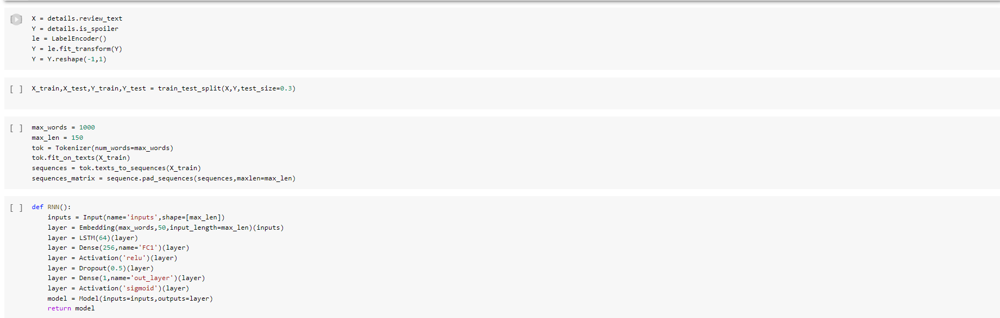 X = details.review_text
Y = details.is_spoiler
le = LabelEncoder()
Y = le.fit_transform(Y)
Y = Y.reshape(-1,1)
[ ] X_train,X_test,Y_train,Y_test = train_test_split(X,Y,test_size=0.3)
[ ] max_words = 1000
max_len = 150
tok = Tokenizer(num_words=max_words)
tok.fit_on_texts(X_train)
sequences = tok.texts_to_sequences(X_train)
sequences_matrix = sequence.pad_sequences(sequences,maxlen=max_len)
[ ] def RNN():
    inputs = Input(name='inputs',shape=[max_len])
    layer = Embedding(max_words,50,input_length=max_len)(inputs)
    layer = LSTM(64)(layer)
    layer = Dense(256,name='FC1')(layer)
    layer = Activation('relu')(layer)
    layer = Dropout(0.5)(layer)
    layer = Dense(1,name='out_layer')(layer)
    layer = Activation('sigmoid')(layer)
    model = Model(inputs=inputs,outputs=layer)
    return model